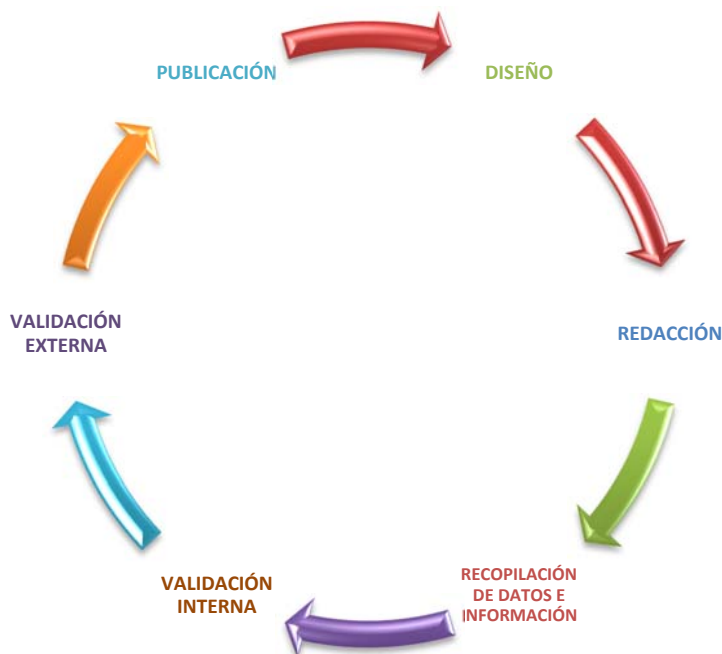 PUBLICACIÓN
DISEÑO
REDACCIÓN
RECOPILACIÓN
DE DATOS E
INFORMACIÓN
VALIDACIÓN
INTERNA
VALIDACIÓN
EXTERNA